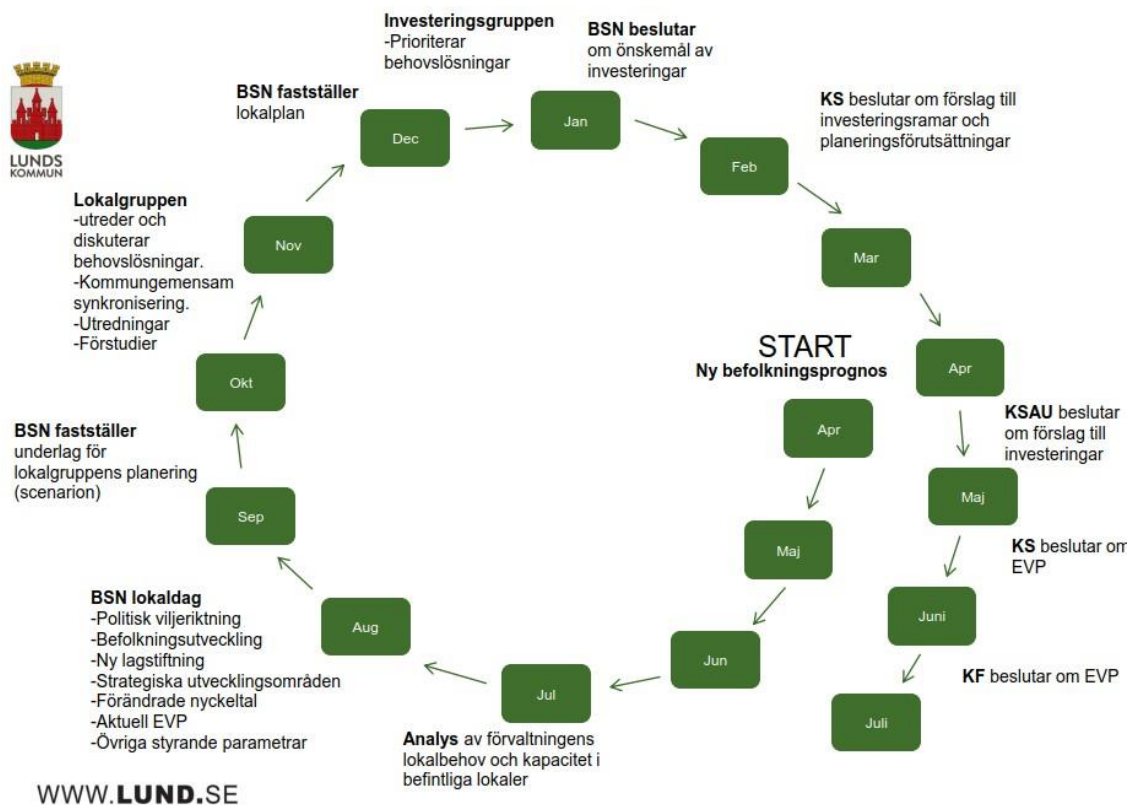 LUNDS
KOMMUN
Investeringsgruppen
-Prioriterar
behovslösningar
BSN beslutar
om önskemål av
investeringar
BSN fastställer
lokalplan
KS beslutar om förslag till
investeringsramar och
planeringsförutsättningar
Dec
Jan
Feb
Lokalgruppen
-utreder och
diskuterar
behovslösningar.
-Kommungemensam
synkronisering.
-Utredningar
-Förstudier
Nov
Mar
START
Ny befolkningsprognos
Okt
Apr
Apr
KSAU beslutar
om förslag till
investeringar
BSN fastställer
underlag för
lokalgruppens planering
(scenarion)
Sep
Maj
Maj
KS beslutar om
EVP
BSN lokaldag
-Politisk viljeriktning
-Befolkningsutveckling
-Ny lagstiftning
-Strategiska utvecklingsområden
-Förändrade nyckeltal
-Aktuell EVP
-Övriga styrande parametrar
Aug
Jul
Jun
Juni
KF beslutar om EVP
Juli
Analys av förvaltningens
lokalbehov och kapacitet i
befintliga lokaler
WWW.LUND.SE